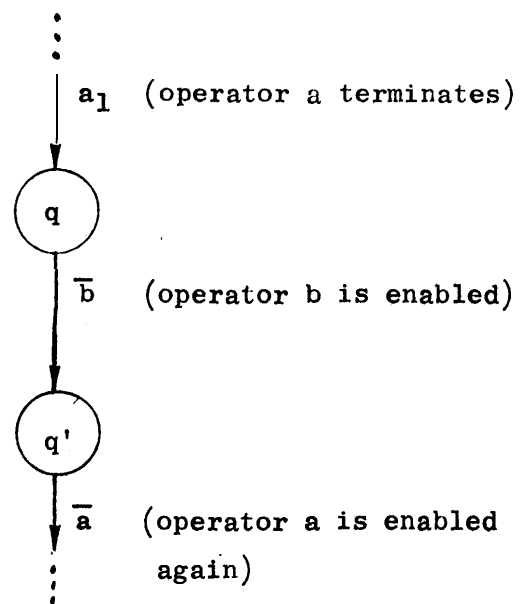 a₁ (operator a terminates)
q
b̅ (operator b is enabled)
q'
a̅ (operator a is enabled
again)